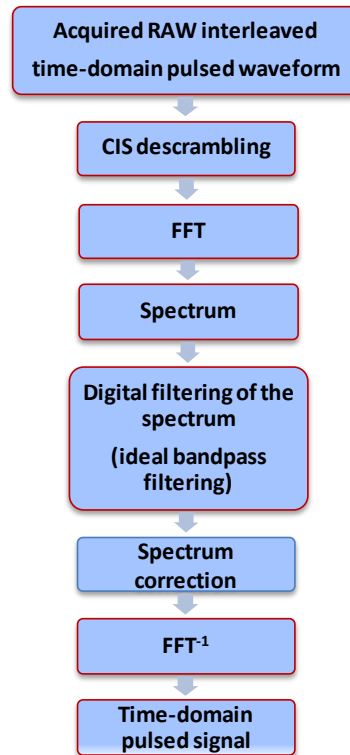 Acquired RAW interleaved
time-domain pulsed waveform
CIS descrambling
FFT
Spectrum
Digital filtering of the
spectrum
(ideal bandpass
filtering)
Spectrum
correction
FFT⁻¹
Time-domain
pulsed signal